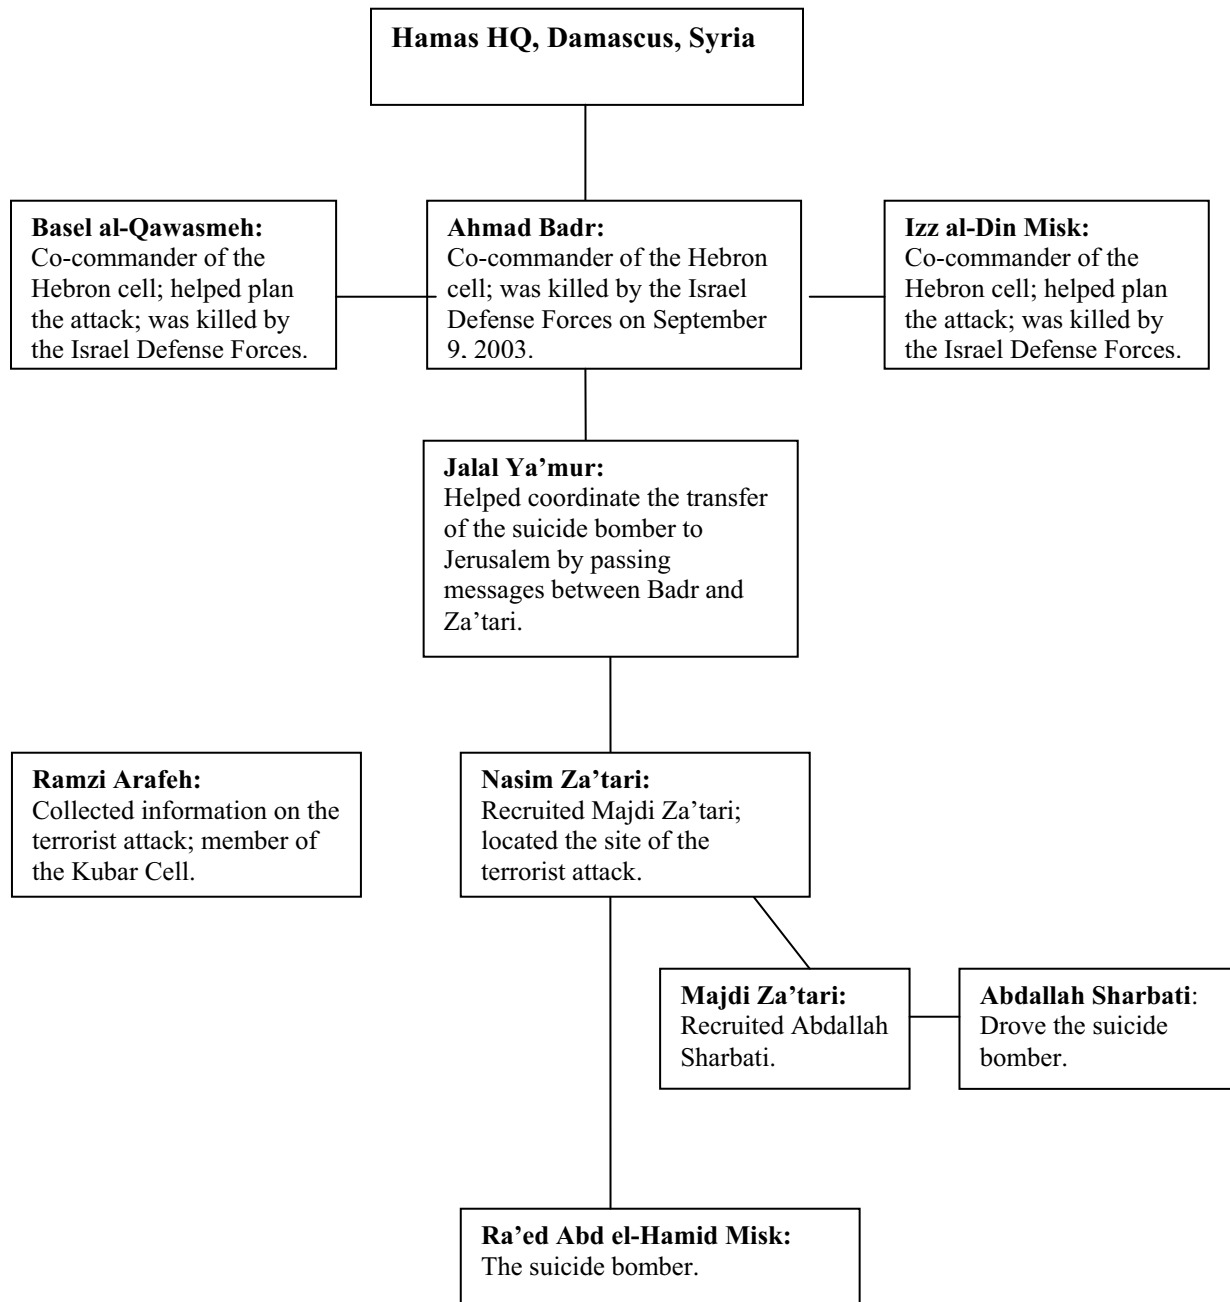 Hamas HQ, Damascus, Syria
Basel al-Qawasmeh:
Co-commander of the
Hebron cell; helped plan
the attack; was killed by
the Israel Defense Forces.
Ahmad Badr:
Co-commander of the Hebron
cell; was killed by the Israel
Defense Forces on September
9, 2003.
Izz al-Din Misk:
Co-commander of the
Hebron cell; helped plan
the attack; was killed by
the Israel Defense Forces.
Jalal Ya’mur:
Helped coordinate the transfer
of the suicide bomber to
Jerusalem by passing
messages between Badr and
Za’tari.
Ramzi Arafeh:
Collected information on the
terrorist attack; member of
the Kubar Cell.
Nasim Za’tari:
Recruited Majdi Za’tari;
located the site of the
terrorist attack.
Majdi Za’tari:
Recruited Abdallah
Sharbati.
Abdallah Sharbati:
Drove the suicide
bomber.
Ra’ed Abd el-Hamid Misk:
The suicide bomber.